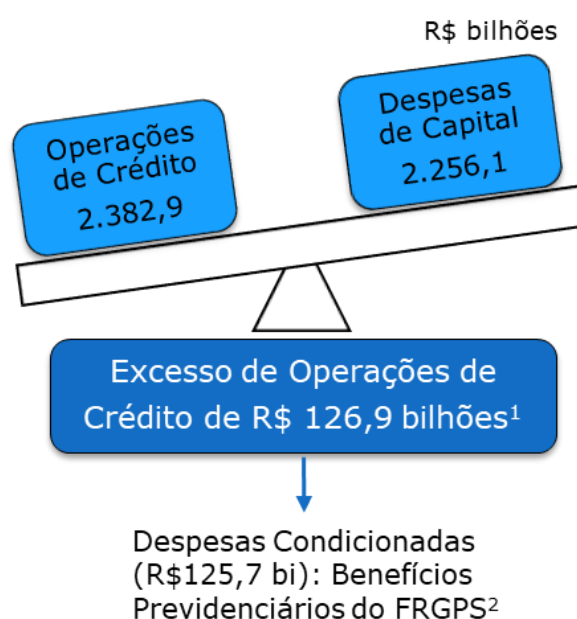 R$ bilhões
Operações
de Crédito
2.382,9
Despesas
de Capital
2.256,1
Excesso de Operações de
Crédito de R$ 126,9 bilhões¹
Despesas Condicionadas
(R$125,7 bi): Benefícios
Previdenciários do FRGPS²